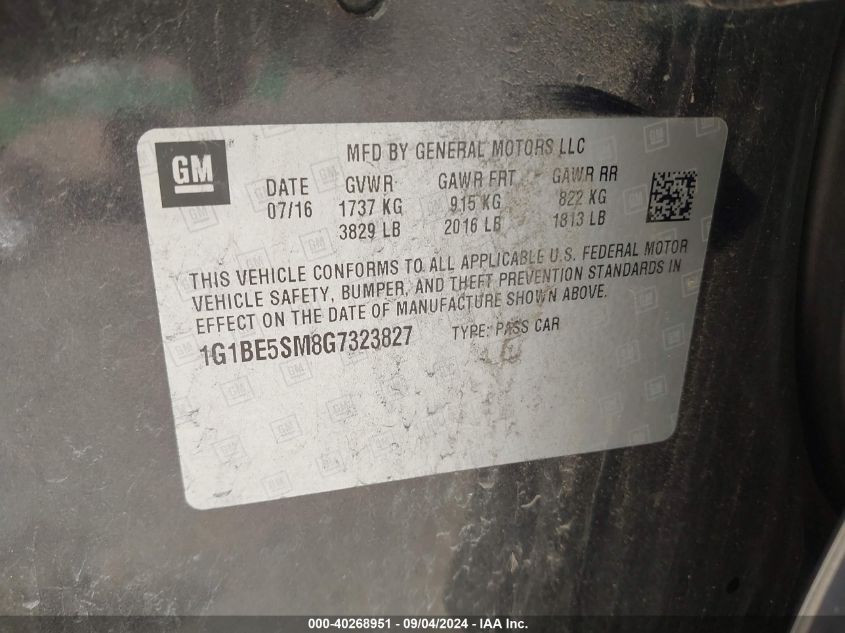 GM
MFD BY GENERAL MOTORS LLC
DATE GVWR GAWR FRT GAWR RR
07/16 1737 KG 915 KG 822 KG
3829 LB 2016 LB 1813 LB
THIS VEHICLE CONFORMS TO ALL APPLICABLE U.S. FEDERAL MOTOR
VEHICLE SAFETY, BUMPER, AND THEFT PREVENTION STANDARDS IN
EFFECT ON THE DATE OF MANUFACTURE SHOWN ABOVE.
1G1BE5SM8G7323827 TYPE: PASS CAR
000-40268951 - 09/04/2024 - IAA Inc.